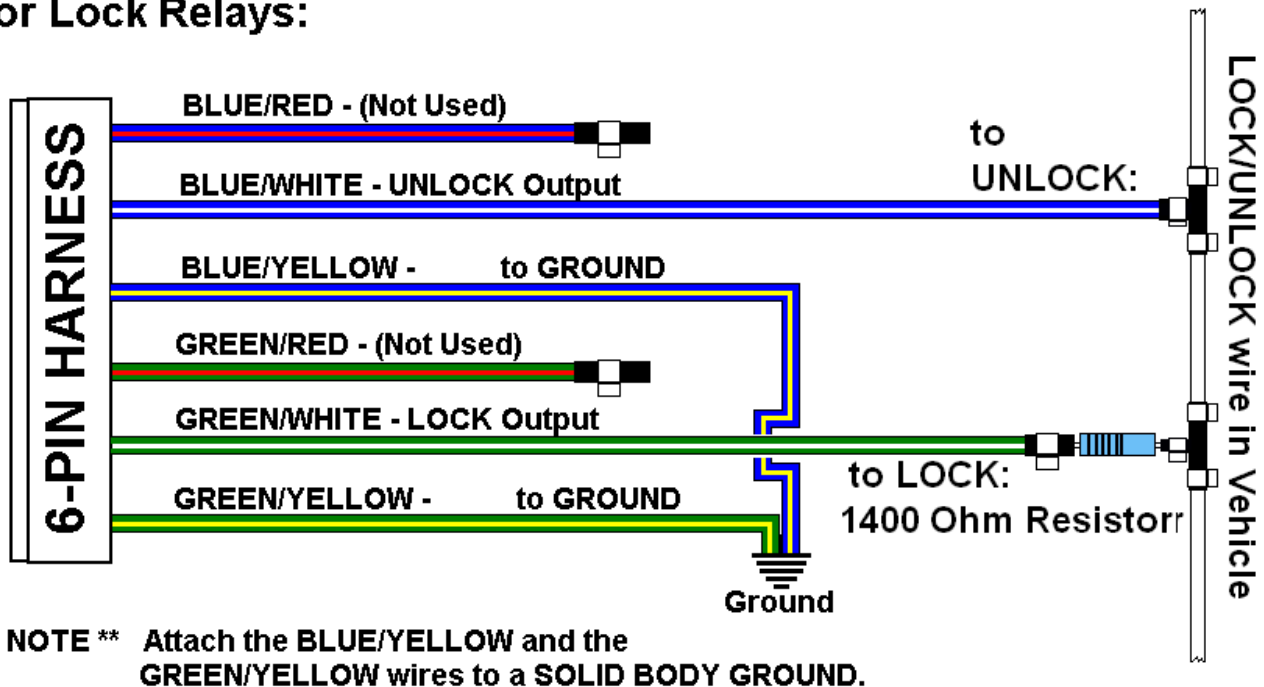 or Lock Relays:
BLUE/RED - (Not Used)
to
UNLOCK:
BLUE/WHITE - UNLOCK Output
BLUE/YELLOW - to GROUND
GREEN/RED - (Not Used)
GREEN/WHITE - LOCK Output
to LOCK:
1400 Ohm Resistorr
GREEN/YELLOW - to GROUND
Ground
6-PIN HARNESS
LOCK/UNLOCK wire in Vehicle
NOTE ** Attach the BLUE/YELLOW and the
GREEN/YELLOW wires to a SOLID BODY GROUND.